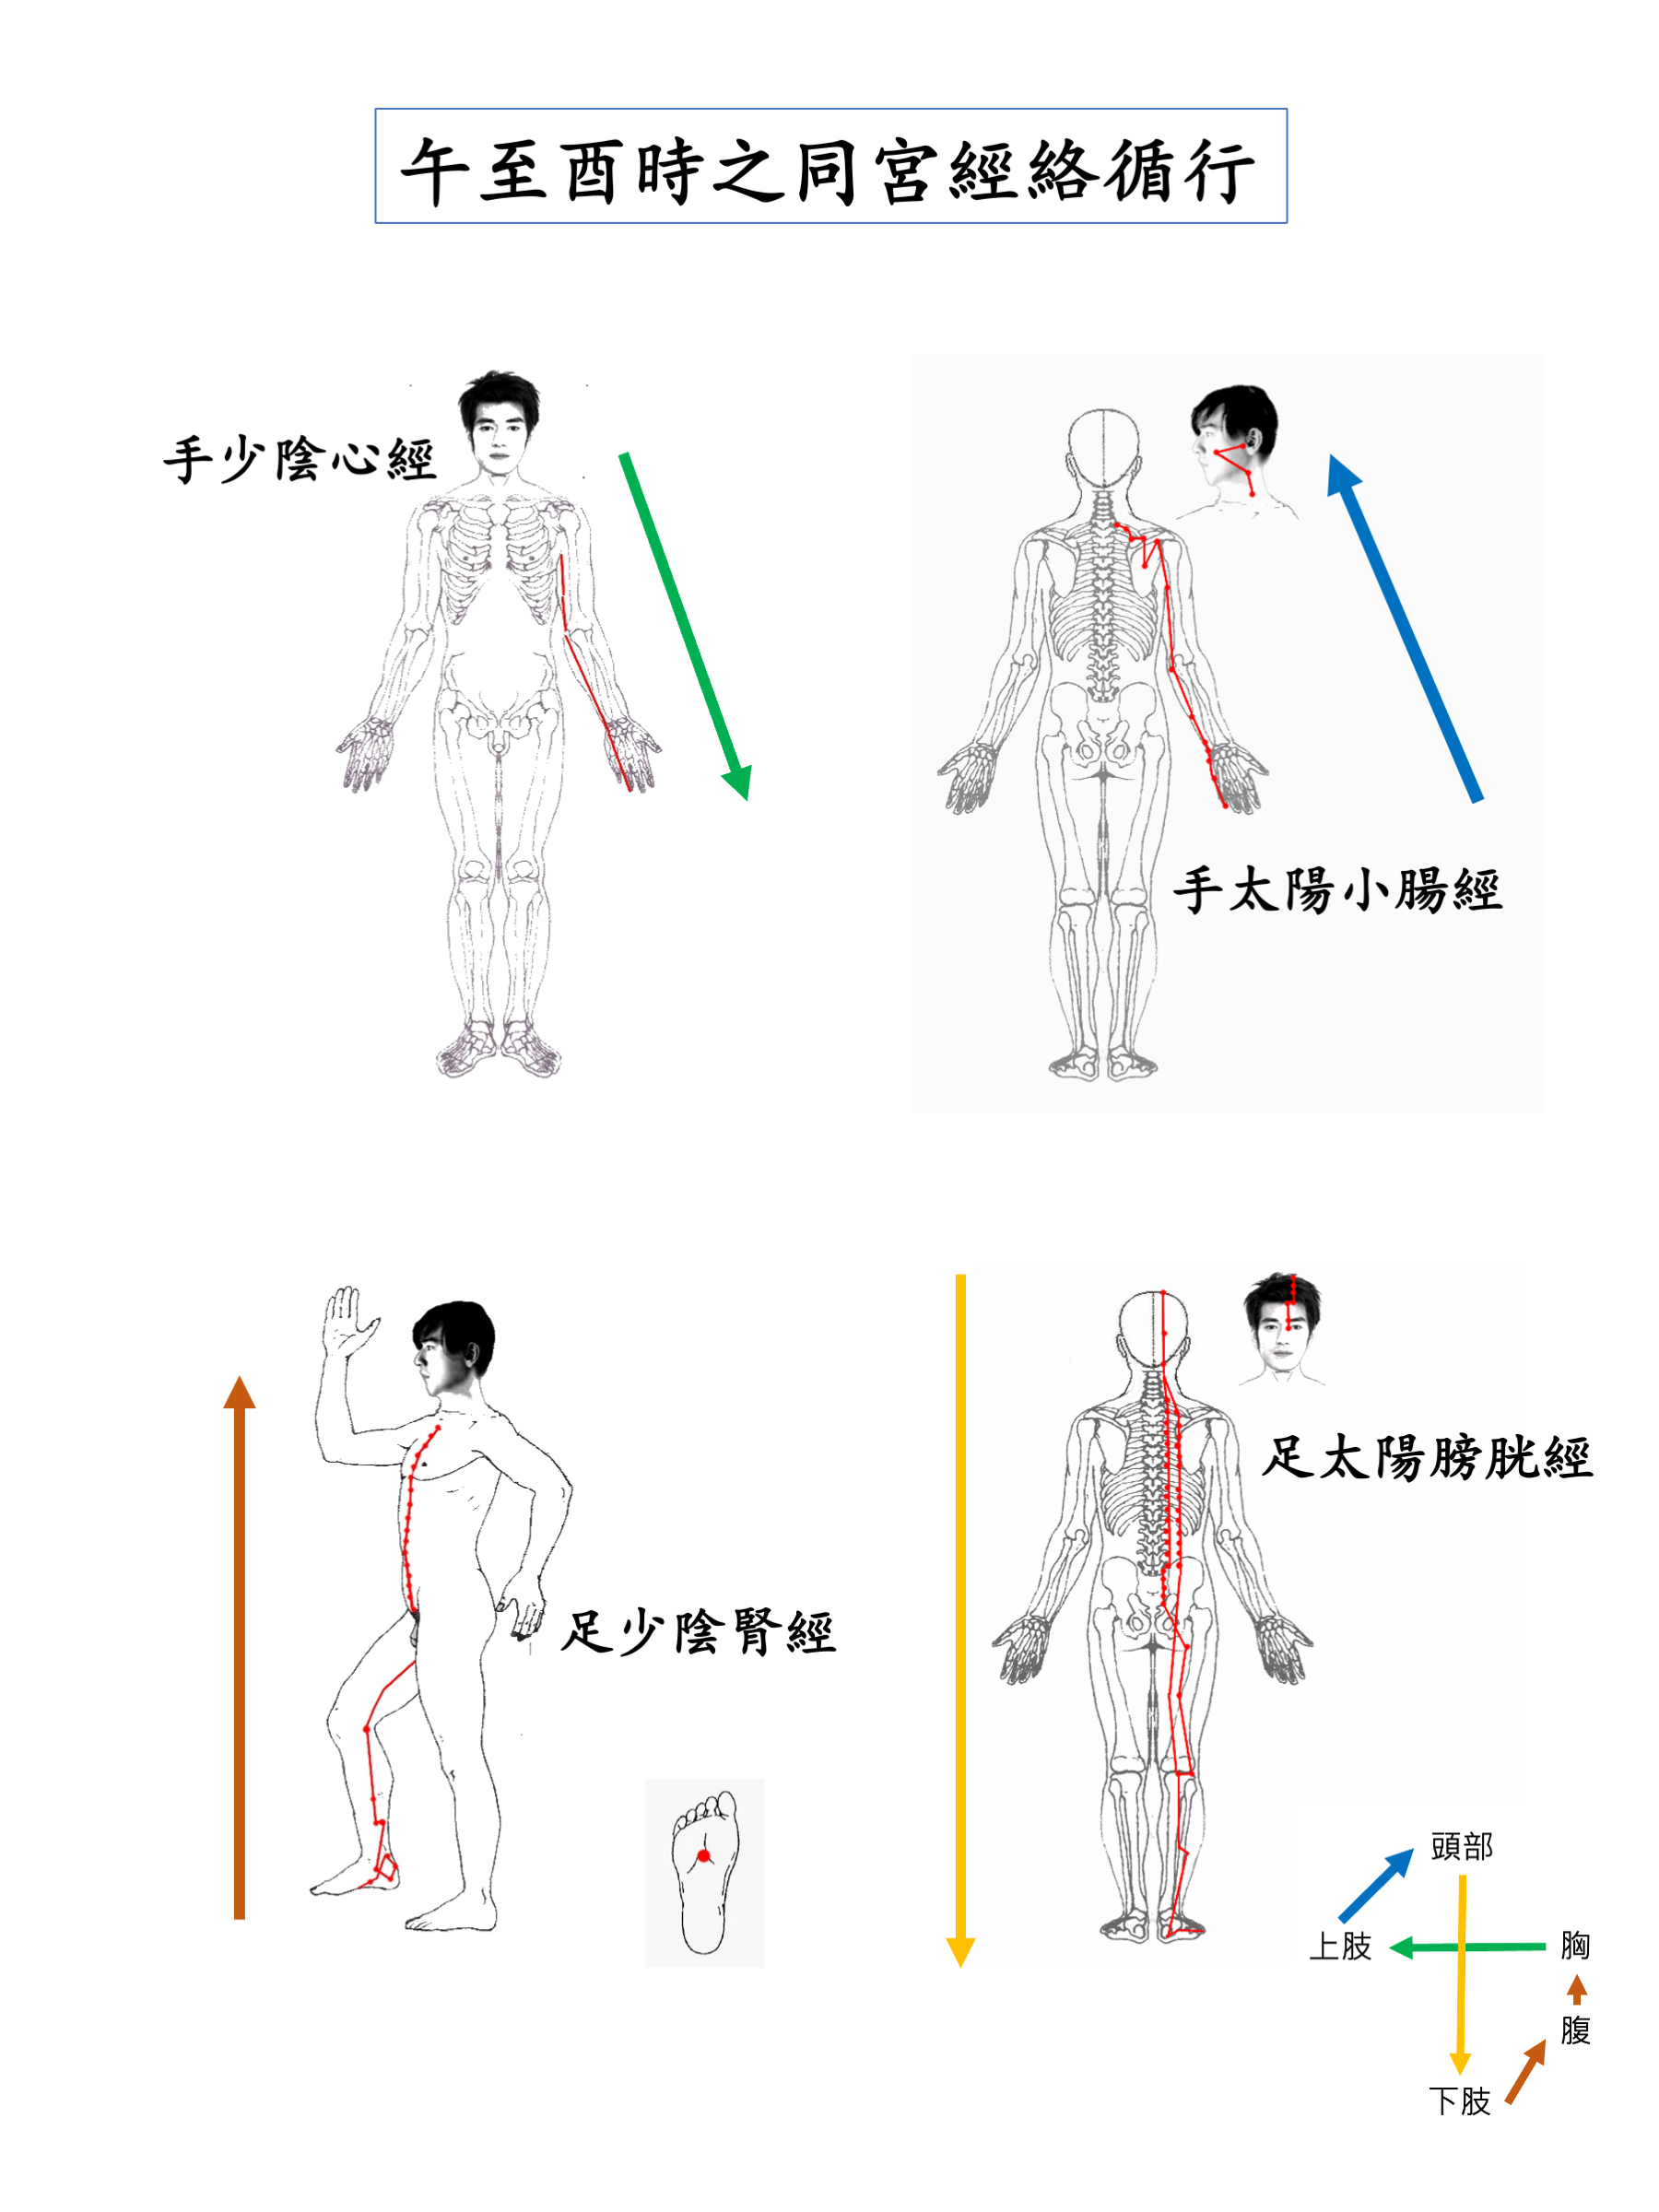 午至酉時之同宮經絡循行
手少陰心經
手太陽小腸經
足太陽膀胱經
足少陰腎經
頭部
上肢
胸
腹
下肢